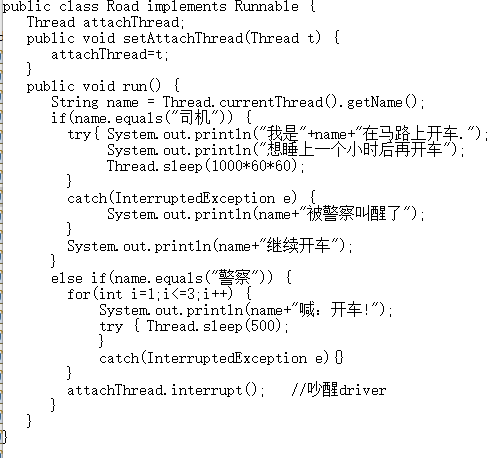 public class Road implements Runnable {
   Thread attachThread;
   public void setAttachThread(Thread t) {
      attachThread=t;
   }
   public void run() {
      String name = Thread.currentThread().getName();
      if(name.equals("司机")) {
        try{ System.out.println("我是"+name+"在马路上开车.");
             System.out.println("想睡上一个小时后再开车");
             Thread.sleep(1000*60*60);
        }
        catch(InterruptedException e) {
             System.out.println(name+"被警察叫醒了");
        }
        System.out.println(name+"继续开车");
      }
      else if(name.equals("警察")) {
        for(int i=1;i<=3;i++) {
            System.out.println(name+"喊：开车!");
            try { Thread.sleep(500);
            }
            catch(InterruptedException e){}
        }
        attachThread.interrupt();   //吵醒driver
      }
   }
}